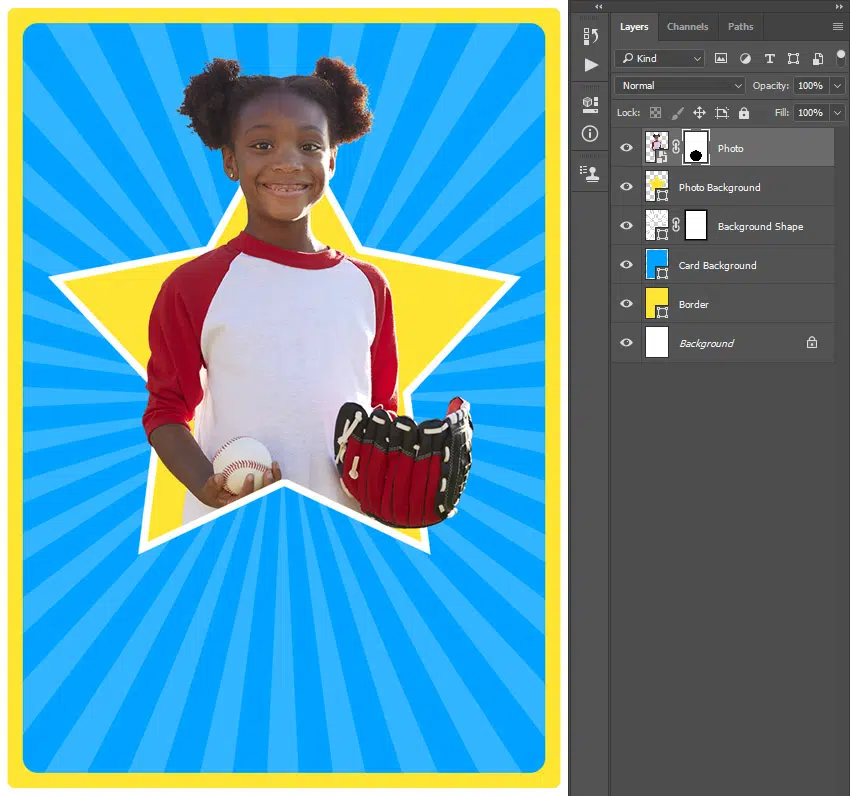 Layers Channels Paths
Kind
Normal Opacity: 100%
Lock: Fill: 100%
Photo
Photo Background
Background Shape
Card Background
Border
Background